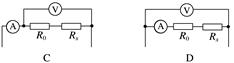 V V
A R₀ Rₓ A R₀ Rₓ
C D